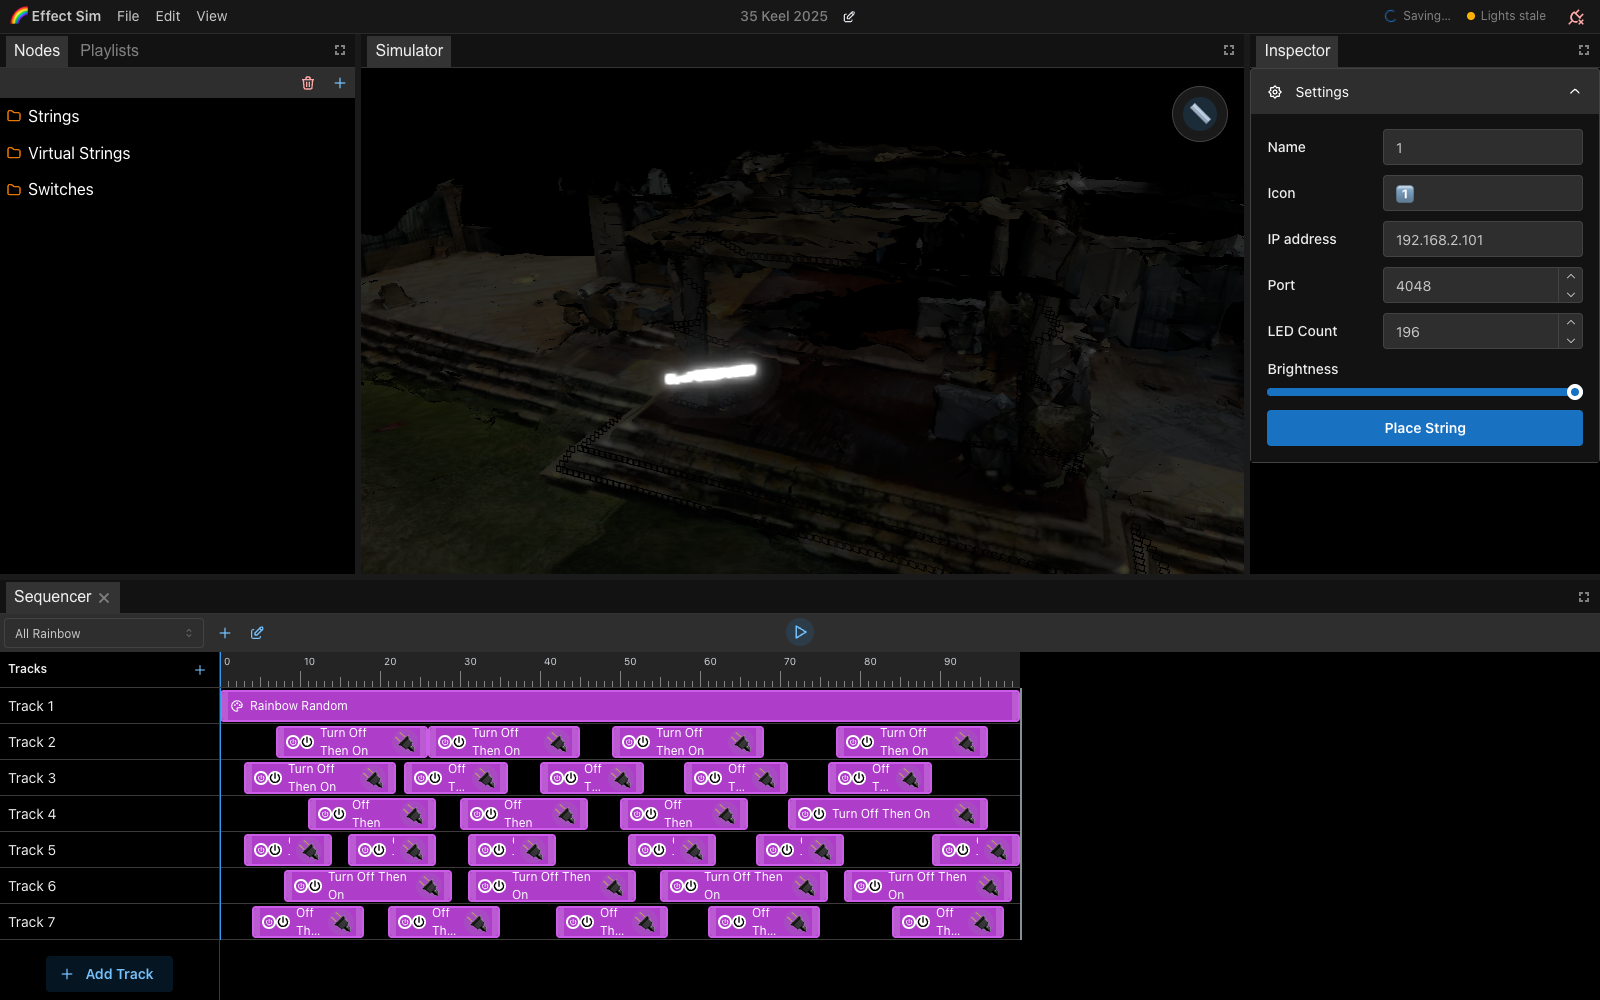 Effect Sim File Edit View
35 Keel 2025
Saving...
Lights stale
Nodes Playlists
Strings
Virtual Strings
Switches
Simulator
Inspector
Settings
Name 1
Icon 1
IP address 192.168.2.101
Port 4048
LED Count 196
Brightness
Place String
Sequencer
All Rainbow
Tracks
0 10 20 30 40 50 60 70 80 90
Track 1
Rainbow Random
Track 2
Turn Off
Then On
Turn Off
Then On
Turn Off
Then On
Turn Off
Then On
Track 3
Turn Off
Then On
Off
T...
Off
T...
Off
T...
Off
T...
Track 4
Off
Then
Off
Then
Off
Then
Turn Off Then On
Track 5
Track 6
Turn Off Then
On
Turn Off Then
On
Turn Off Then
On
Turn Off Then
On
Track 7
Off
Th...
Off
Th...
Off
Th...
Off
Th...
Off
Th...
Add Track